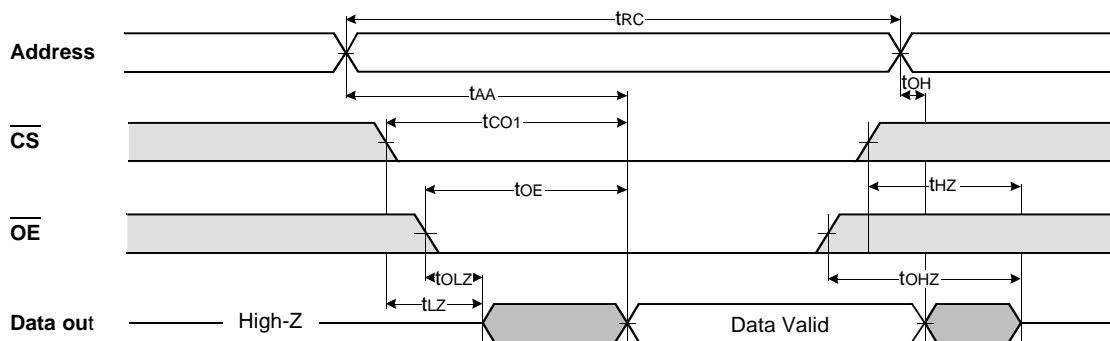 tRC
Address
tOH
tAA
CS
tCO1
tHZ
tOE
OE
tOLZ
tOHZ
tLZ
Data out
High-Z
Data Valid